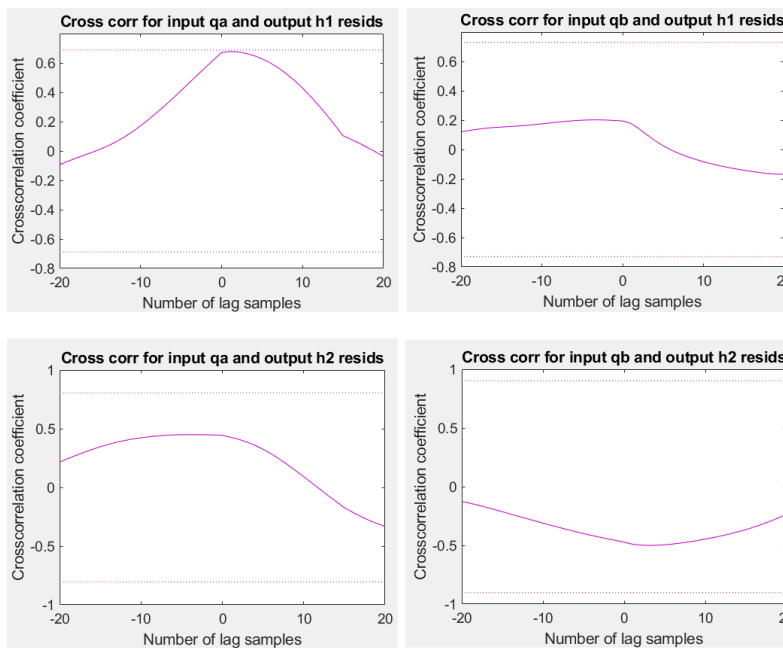 Cross corr for input qa and output h1 resids
Crosscorrelation coefficient
0.6
0.4
0.2
0
-0.2
-0.4
-0.6
-0.8
-20 -10 0 10 20
Number of lag samples
Cross corr for input qb and output h1 resids
Crosscorrelation coefficient
0.6
0.4
0.2
0
-0.2
-0.4
-0.6
-0.8
-20 -10 0 10 20
Number of lag samples
Cross corr for input qa and output h2 resids
Crosscorrelation coefficient
1
0.5
0
-0.5
-1
-20 -10 0 10 20
Number of lag samples
Cross corr for input qb and output h2 resids
Crosscorrelation coefficient
1
0.5
0
-0.5
-1
-20 -10 0 10 20
Number of lag samples